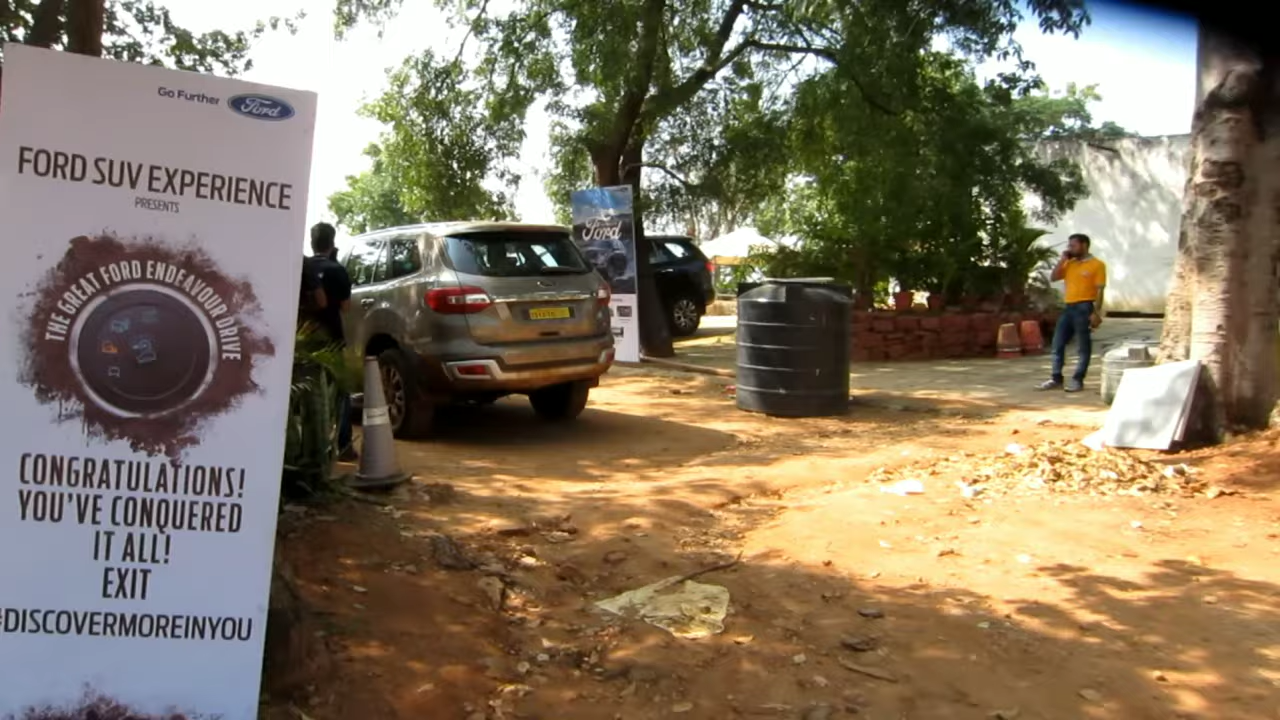 Go Further Ford
FORD SUV EXPERIENCE
PRESENTS
THE GREAT FORD ENDEAVOUR DRIVE
CONGRATULATIONS!
YOU'VE CONQUERED
IT ALL!
EXIT
#DISCOVERMOREINYOU
Ford